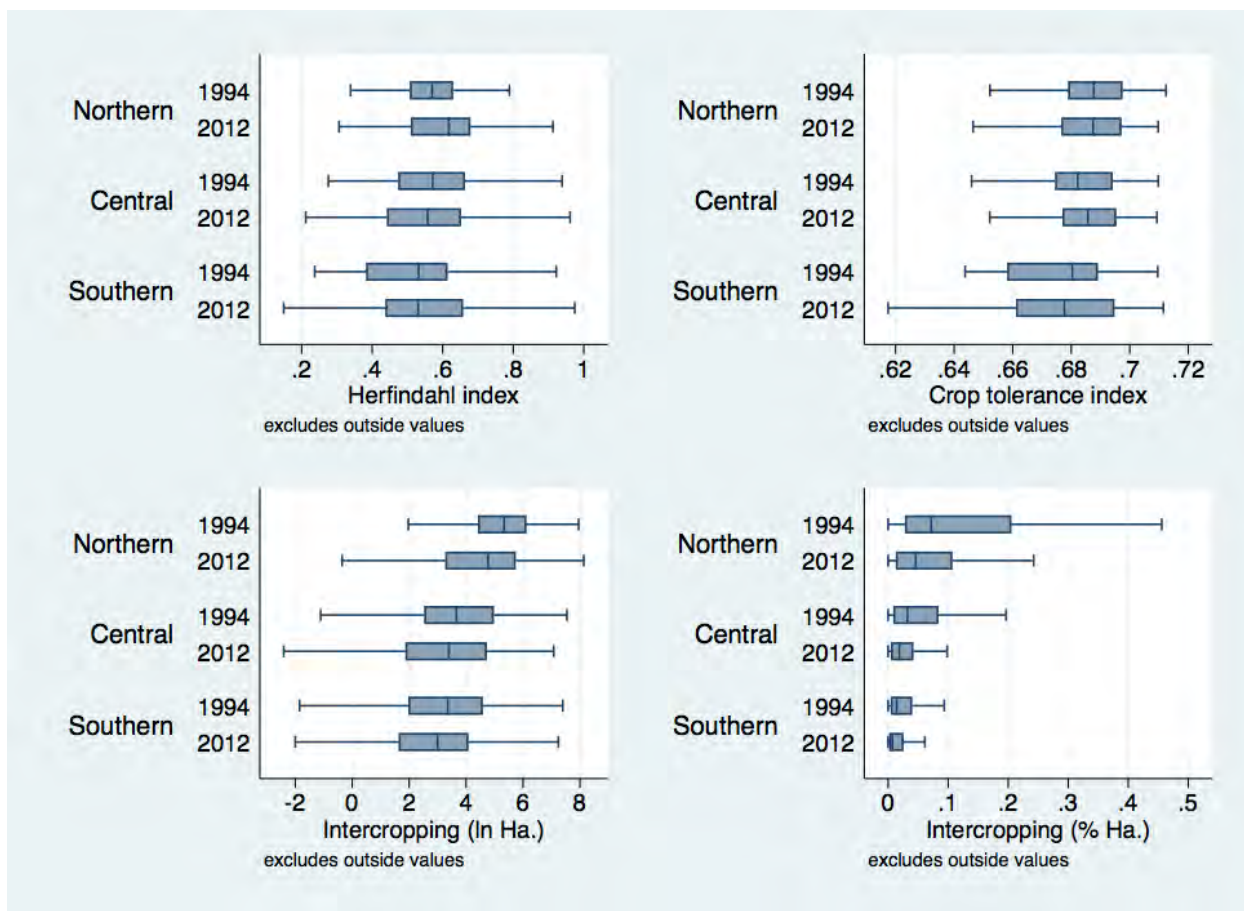 Northern
1994
2012
Central
1994
2012
Southern
1994
2012
.2 .4 .6 .8 1
Herfindahl index
excludes outside values
Northern
1994
2012
Central
1994
2012
Southern
1994
2012
.62 .64 .66 .68 .7 .72
Crop tolerance index
excludes outside values
Northern
1994
2012
Central
1994
2012
Southern
1994
2012
-2 0 2 4 6 8
Intercropping (ln Ha.)
excludes outside values
Northern
1994
2012
Central
1994
2012
Southern
1994
2012
0 .1 .2 .3 .4 .5
Intercropping (% Ha.)
excludes outside values